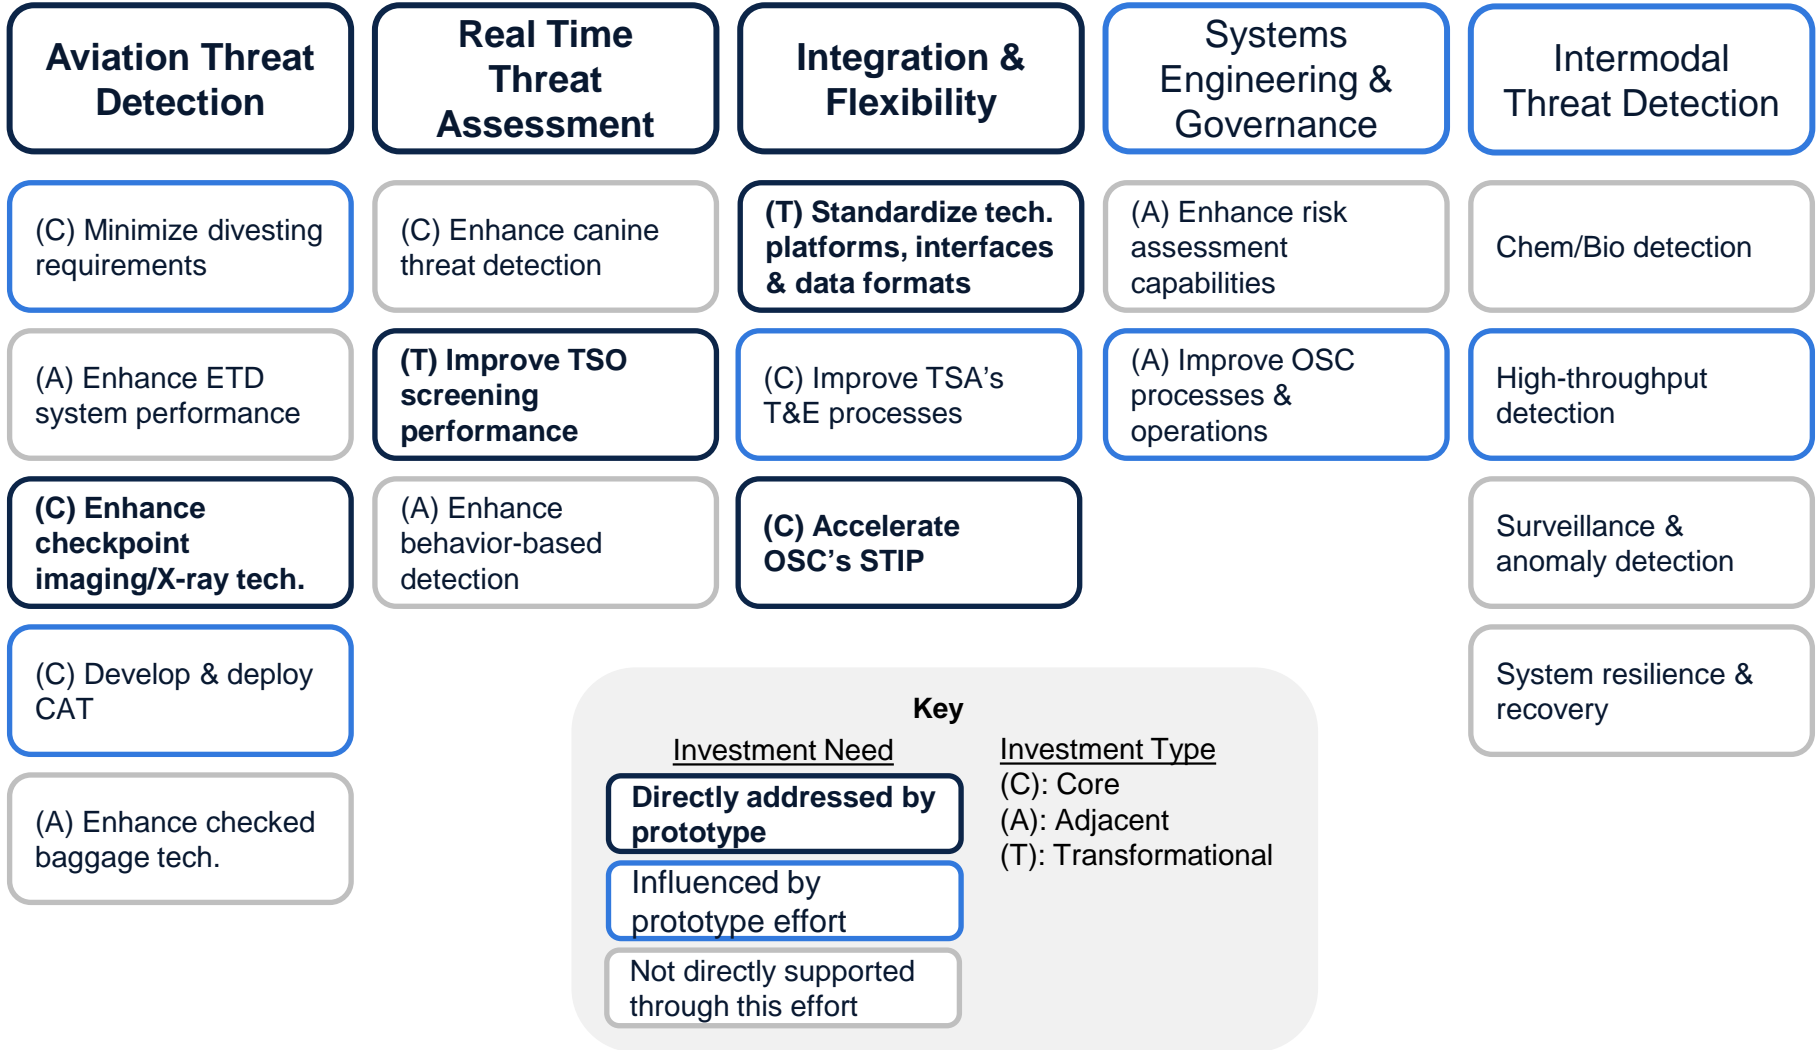 Aviation Threat
Detection
(C) Minimize divesting
requirements
(A) Enhance ETD
system performance
(C) Enhance
checkpoint
imaging/X-ray tech.
(C) Develop & deploy
CAT
(A) Enhance checked
baggage tech.
Real Time
Threat
Assessment
(C) Enhance canine
threat detection
(T) Improve TSO
screening
performance
(A) Enhance
behavior-based
detection
Integration &
Flexibility
(T) Standardize tech.
platforms, interfaces
& data formats
(C) Improve TSA’s
T&E processes
(C) Accelerate
OSC’s STIP
Systems
Engineering &
Governance
(A) Enhance risk
assessment
capabilities
(A) Improve OSC
processes &
operations
Intermodal
Threat Detection
Chem/Bio detection
High-throughput
detection
Surveillance &
anomaly detection
System resilience &
recovery
Key
Investment Need
Directly addressed by
prototype
Influenced by
prototype effort
Not directly supported
through this effort
Investment Type
(C): Core
(A): Adjacent
(T): Transformational